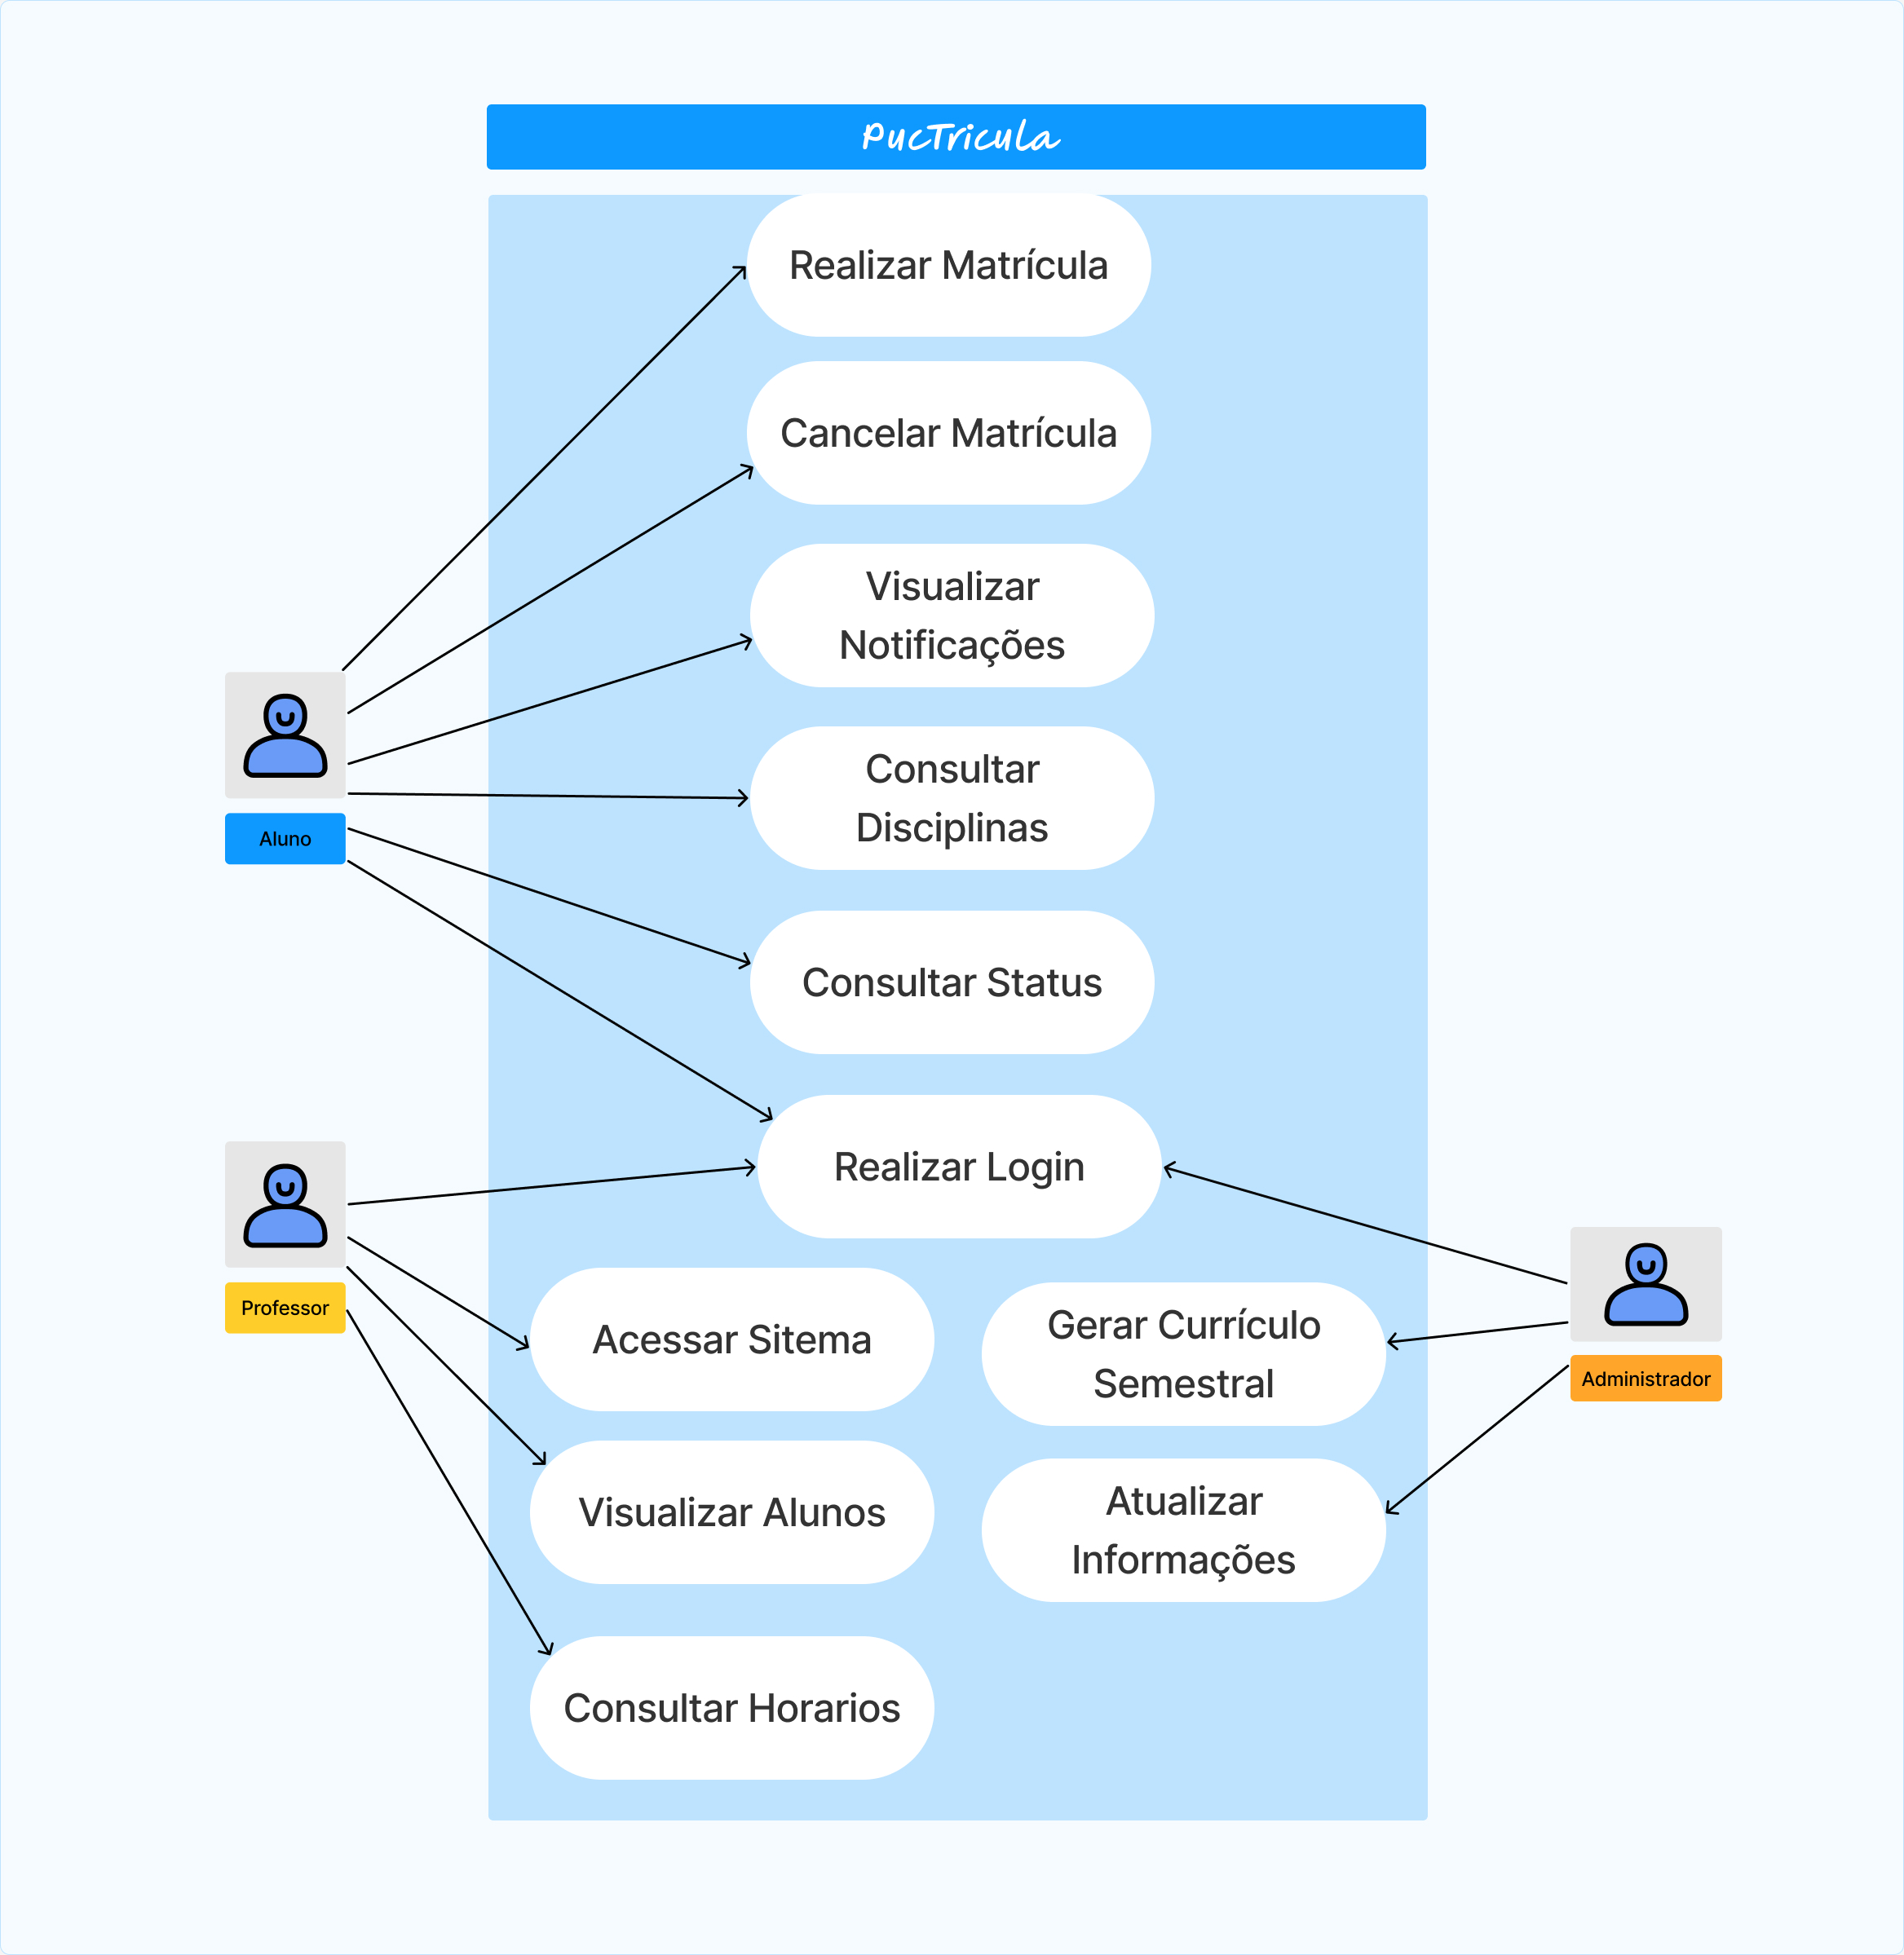 PucTricula
Realizar Matrícula
Cancelar Matrícula
Visualizar
Notificações
Consultar
Disciplinas
Aluno
Consultar Status
Realizar Login
Professor
Acessar Sitema
Gerar Currículo
Semestral
Administrador
Visualizar Alunos
Atualizar
Informações
Consultar Horarios